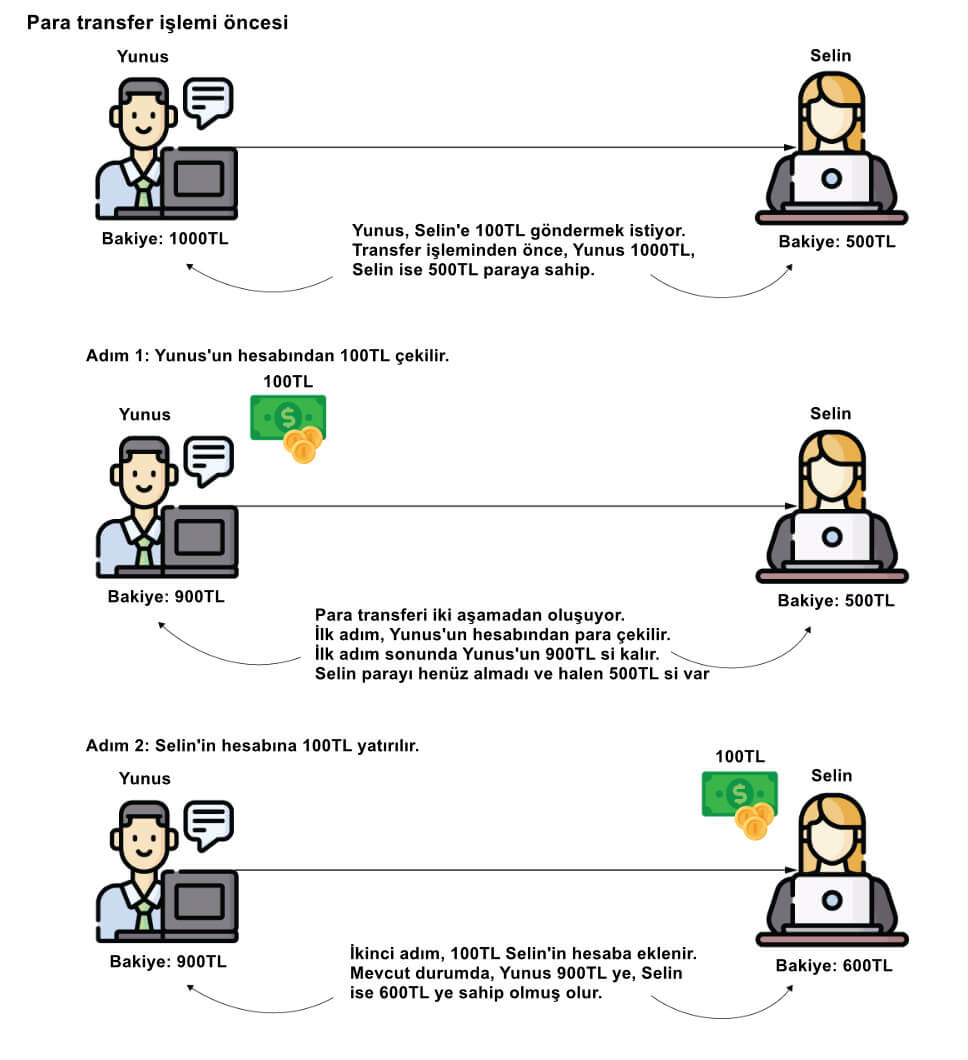 Para transfer işlemi öncesi
Yunus
Selin
Bakiye: 1000TL
Bakiye: 500TL
Yunus, Selin'e 100TL göndermek istiyor.
Transfer işleminden önce, Yunus 1000TL,
Selin ise 500TL paraya sahip.
Adım 1: Yunus'un hesabından 100TL çekilir.
100TL
Yunus
Selin
$
Bakiye: 900TL
Bakiye: 500TL
Para transferi iki aşamadan oluşuyor.
İlk adım, Yunus'un hesabından para çekilir.
İlk adım sonunda Yunus'un 900TL si kalır.
Selin parayı henüz almadı ve halen 500TL si var
Adım 2: Selin'in hesabına 100TL yatırılır.
100TL
Yunus
Selin
$
Bakiye: 900TL
Bakiye: 600TL
İkinci adım, 100TL Selin'in hesaba eklenir.
Mevcut durumda, Yunus 900TL ye, Selin
ise 600TL ye sahip olmuş olur.